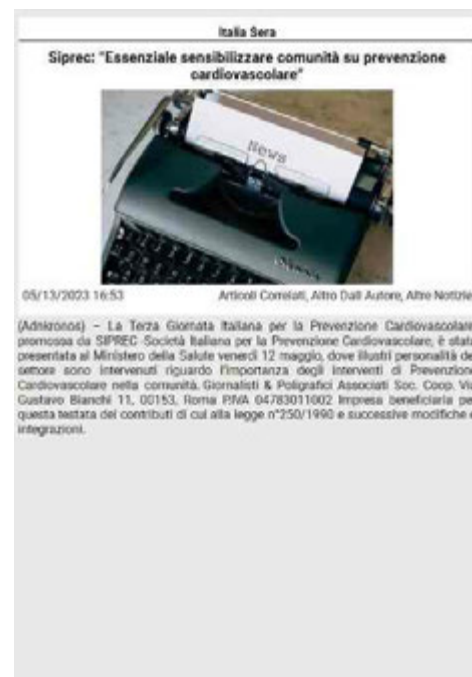 Italia Sera
Siprec: "Essenziale sensibilizzare comunità su prevenzione
cardiovascolare"
News
05/13/2023 16:53 Articoli Correlati, Altro Dall Autore, Altre Notizie
(Adnkronos) – La Terza Giornata Italiana per la Prevenzione Cardiovascolare
promossa da SIPREC -Società Italiana per la Prevenzione Cardiovascolare, è stata
presentata al Ministero della Salute venerdì 12 maggio, dove illustri personalità de
settore sono intervenuti riguardo l'importanza degli interventi di Prevenzione
Cardiovascolare nella comunità. Giornalisti & Poligrafici Associati Soc. Coop. Vi
Gustavo Bianchi 11, 00153, Roma P.IVA 04783011002 Impresa beneficiaria pe
questa testata dei contributi di cui alla legge n°250/1990 e successive modifiche e
integrazioni.